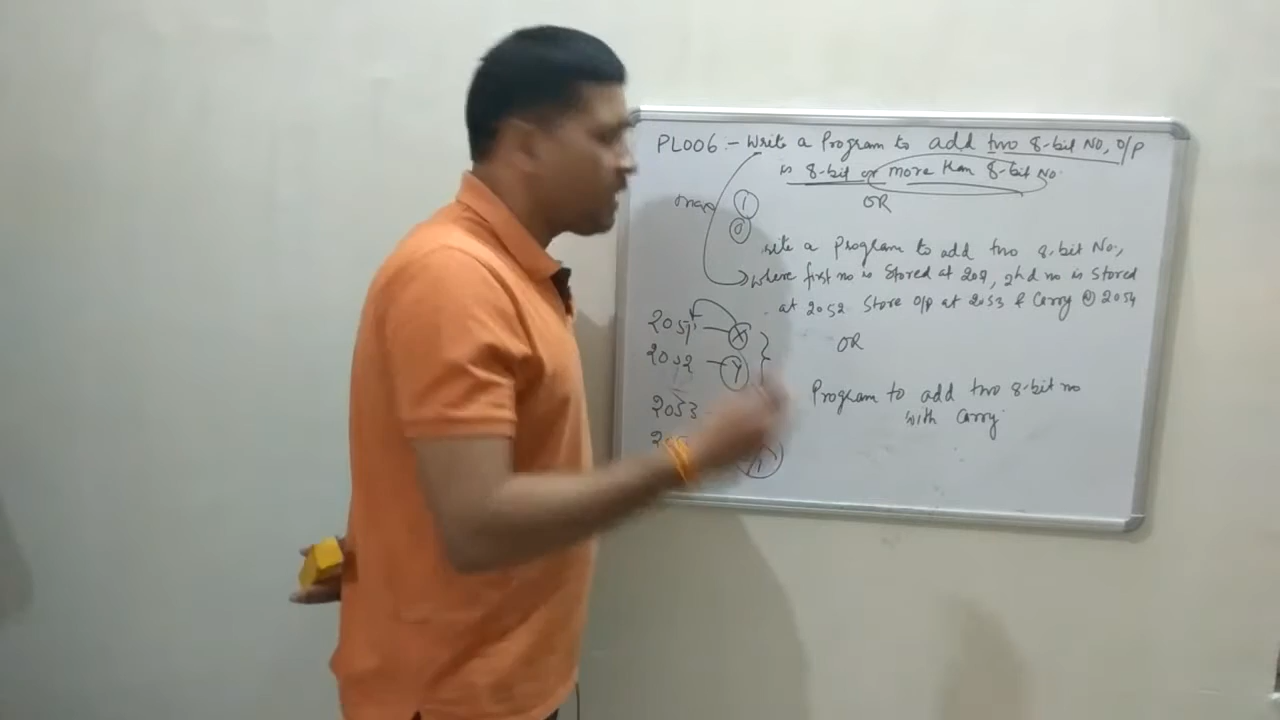 PL006 :- Write a Program to add two 8-bit NO, O/P
is 8-bit or more than 8-bit No.
OR
1
0
rite a Program to add two 8-bit No,
where first no is stored at 2051, 2nd no is stored
at 2052 Store O/P at 2053 & Carry @ 2054
2051 — X
OR
2052 — Y
Program to add two 8-bit no
2053
with Carry